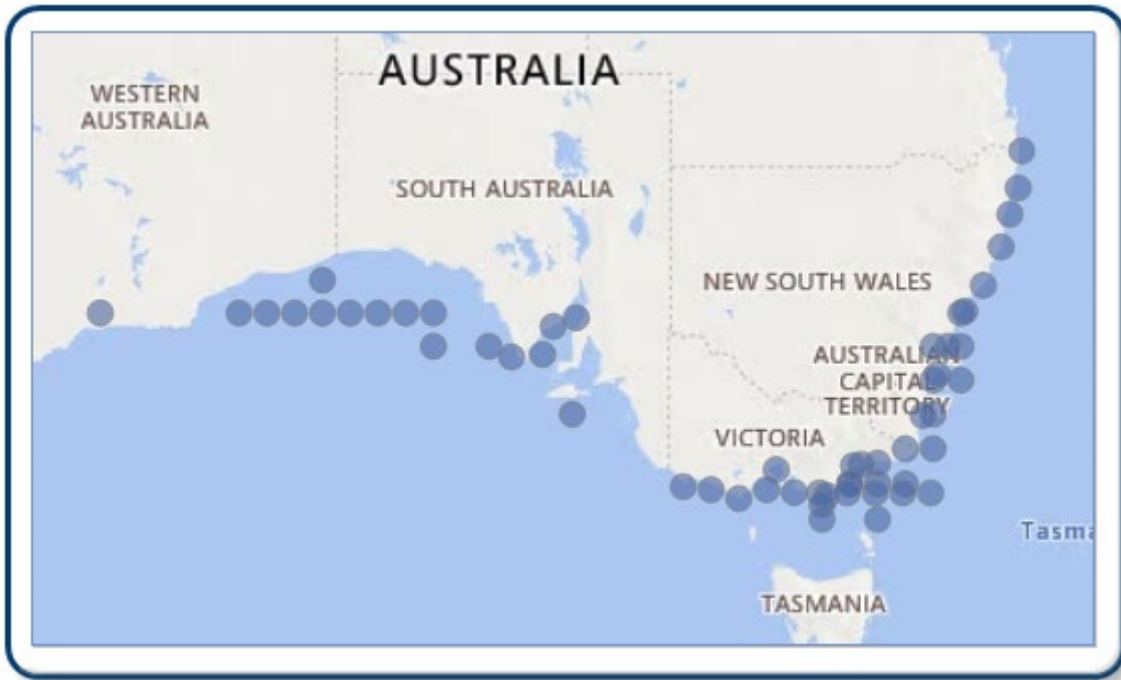 AUSTRALIA
WESTERN
AUSTRALIA
SOUTH AUSTRALIA
NEW SOUTH WALES
AUSTRALIAN
CAPITAL
TERRITORY
VICTORIA
Tasma
TASMANIA